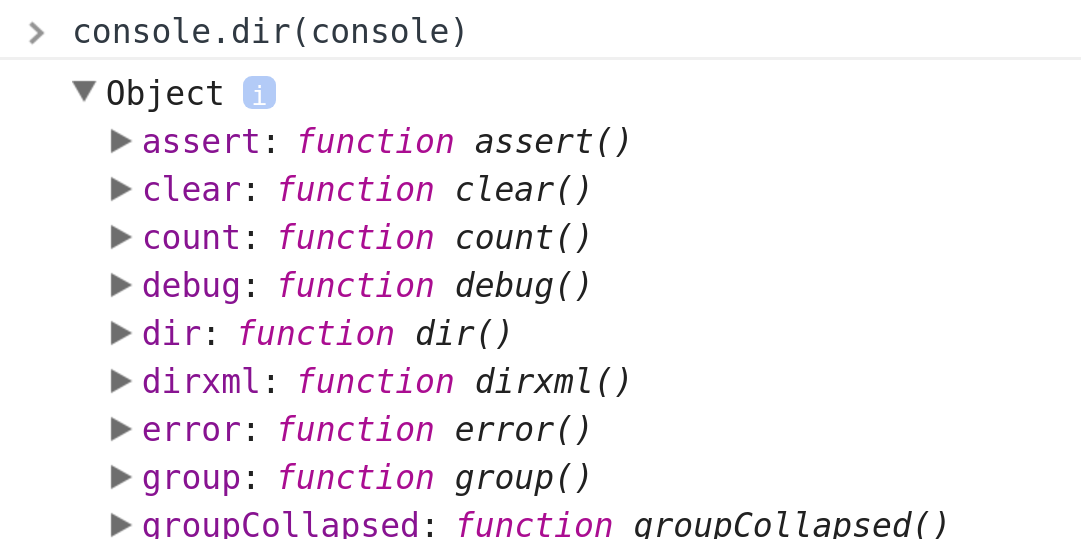 console.dir(console)
Object i
assert: function assert()
clear: function clear()
count: function count()
debug: function debug()
dir: function dir()
dirxml: function dirxml()
error: function error()
group: function group()
groupCollapsed: function groupCollapsed()